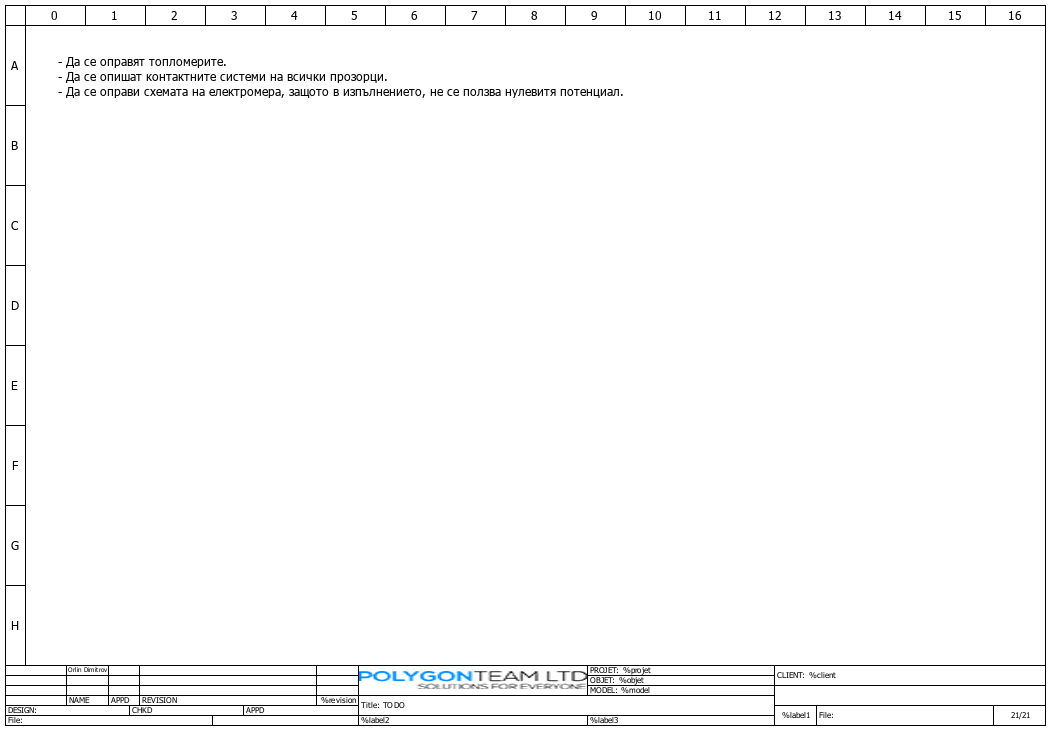 0 1 2 3 4 5 6 7 8 9 10 11 12 13 14 15 16
A
- Да се оправят топломерите.
- Да се опишат контактните системи на всички прозорци.
- Да се оправи схемата на електромера, защото в изпълнението, не се ползва нулевитя потенциал.
B
C
D
E
F
G
H
Orlin Dimitrov
NAME APPD REVISION %revision
DESIGN: CHKD APPD
File:
POLYGONTEAM LTD
SOLUTIONS FOR EVERYONE
Title: TODO
%label2 %label3
PROJET: %projet
OBJET: %objet
MODEL: %model
CLIENT: %client
%label1 File: 21/21